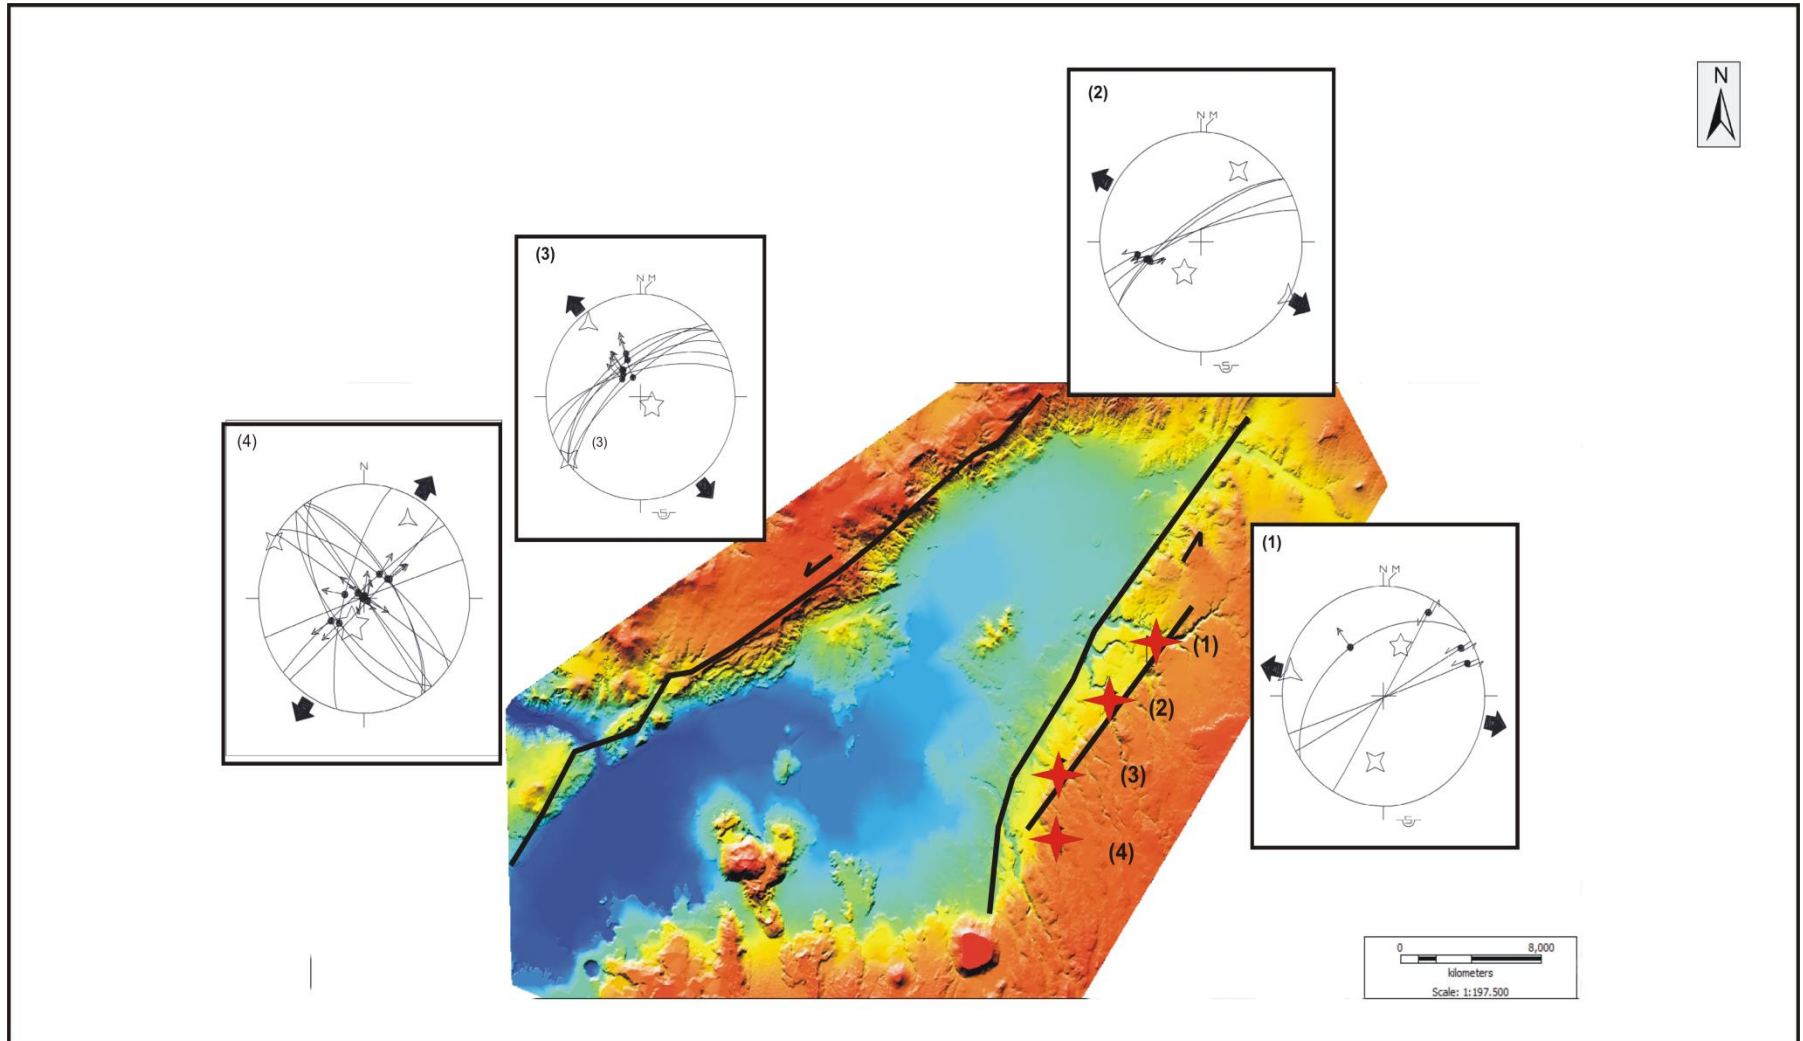 (2)
N
N M
S
(3)
N M
(3)
S
(4)
N
(1)
N M
S
(1)
(2)
(3)
(4)
0 8,000
kilometers
Scale: 1:197.500